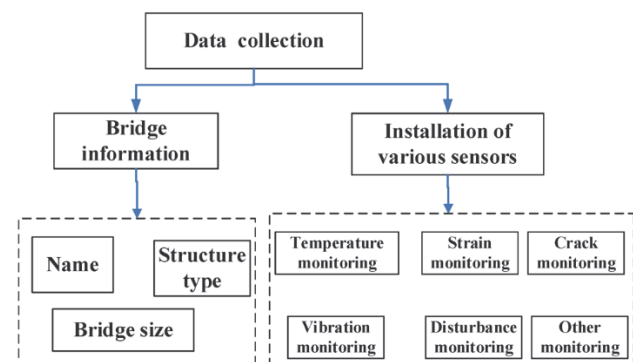 Data collection
Bridge
information
Installation of
various sensors
Name
Structure
type
Bridge size
Temperature
monitoring
Strain
monitoring
Crack
monitoring
Vibration
monitoring
Disturbance
monitoring
Other
monitoring